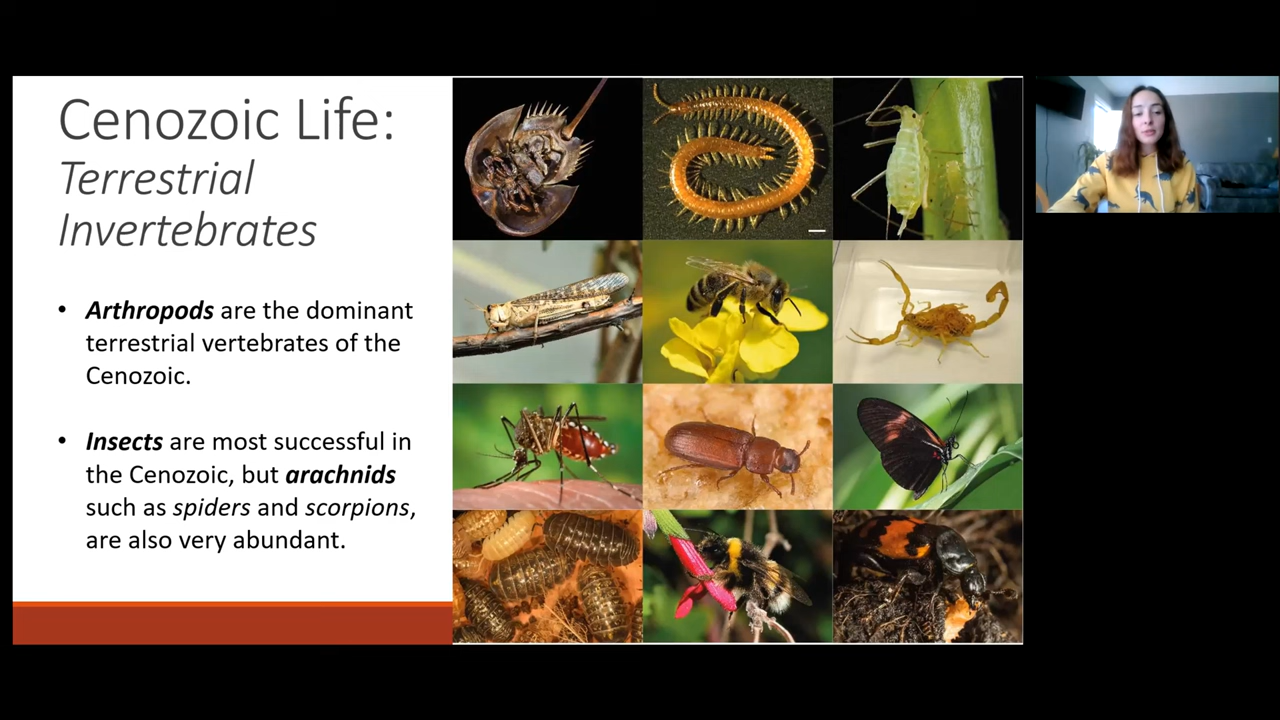 Cenozoic Life:
Terrestrial
Invertebrates
• Arthropods are the dominant
terrestrial vertebrates of the
Cenozoic.
• Insects are most successful in
the Cenozoic, but arachnids
such as spiders and scorpions,
are also very abundant.